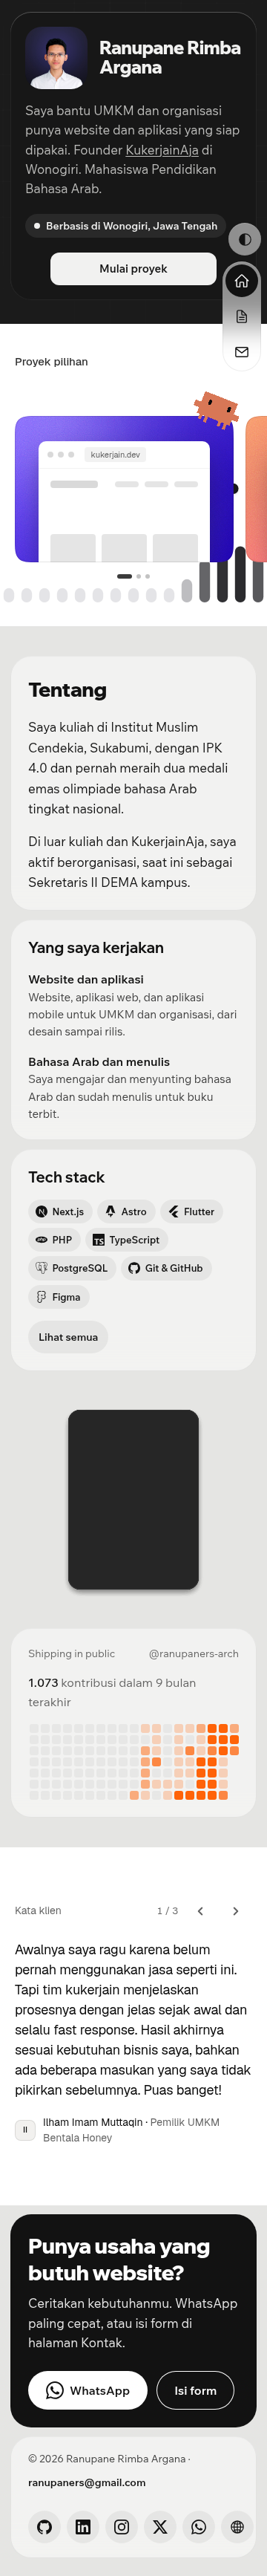 Ranupane Rimba
Argana
Saya bantu UMKM dan organisasi
punya website dan aplikasi yang siap
dipakai. Founder KukerjainAja di
Wonogiri. Mahasiswa Pendidikan
Bahasa Arab.
Berbasis di Wonogiri, Jawa Tengah
Mulai proyek
Proyek pilihan
kukerjain.dev
Tentang
Saya kuliah di Institut Muslim
Cendekia, Sukabumi, dengan IPK
4.0 dan pernah meraih dua medali
emas olimpiade bahasa Arab
tingkat nasional.
Di luar kuliah dan KukerjainAja, saya
aktif berorganisasi, saat ini sebagai
Sekretaris II DEMA kampus.
Yang saya kerjakan
Website dan aplikasi
Website, aplikasi web, dan aplikasi
mobile untuk UMKM dan organisasi, dari
desain sampai rilis.
Bahasa Arab dan menulis
Saya mengajar dan menyunting bahasa
Arab dan sudah menulis untuk buku
terbit.
Tech stack
Next.js
Astro
Flutter
PHP
TS TypeScript
PostgreSQL
Git & GitHub
Figma
Lihat semua
Shipping in public
@ranupaners-arch
1.073 kontribusi dalam 9 bulan
terakhir
Kata klien
1 / 3
Awalnya saya ragu karena belum
pernah menggunakan jasa seperti ini.
Tapi tim kukerjain menjelaskan
prosesnya dengan jelas sejak awal dan
selalu fast response. Hasil akhirnya
sesuai kebutuhan bisnis saya, bahkan
ada beberapa masukan yang saya tidak
pikirkan sebelumnya. Puas banget!
II
Ilham Imam Muttaqin · Pemilik UMKM
Bentala Honey
Punya usaha yang
butuh website?
Ceritakan kebutuhanmu. WhatsApp
paling cepat, atau isi form di
halaman Kontak.
WhatsApp
Isi form
© 2026 Ranupane Rimba Argana ·
ranupaners@gmail.com